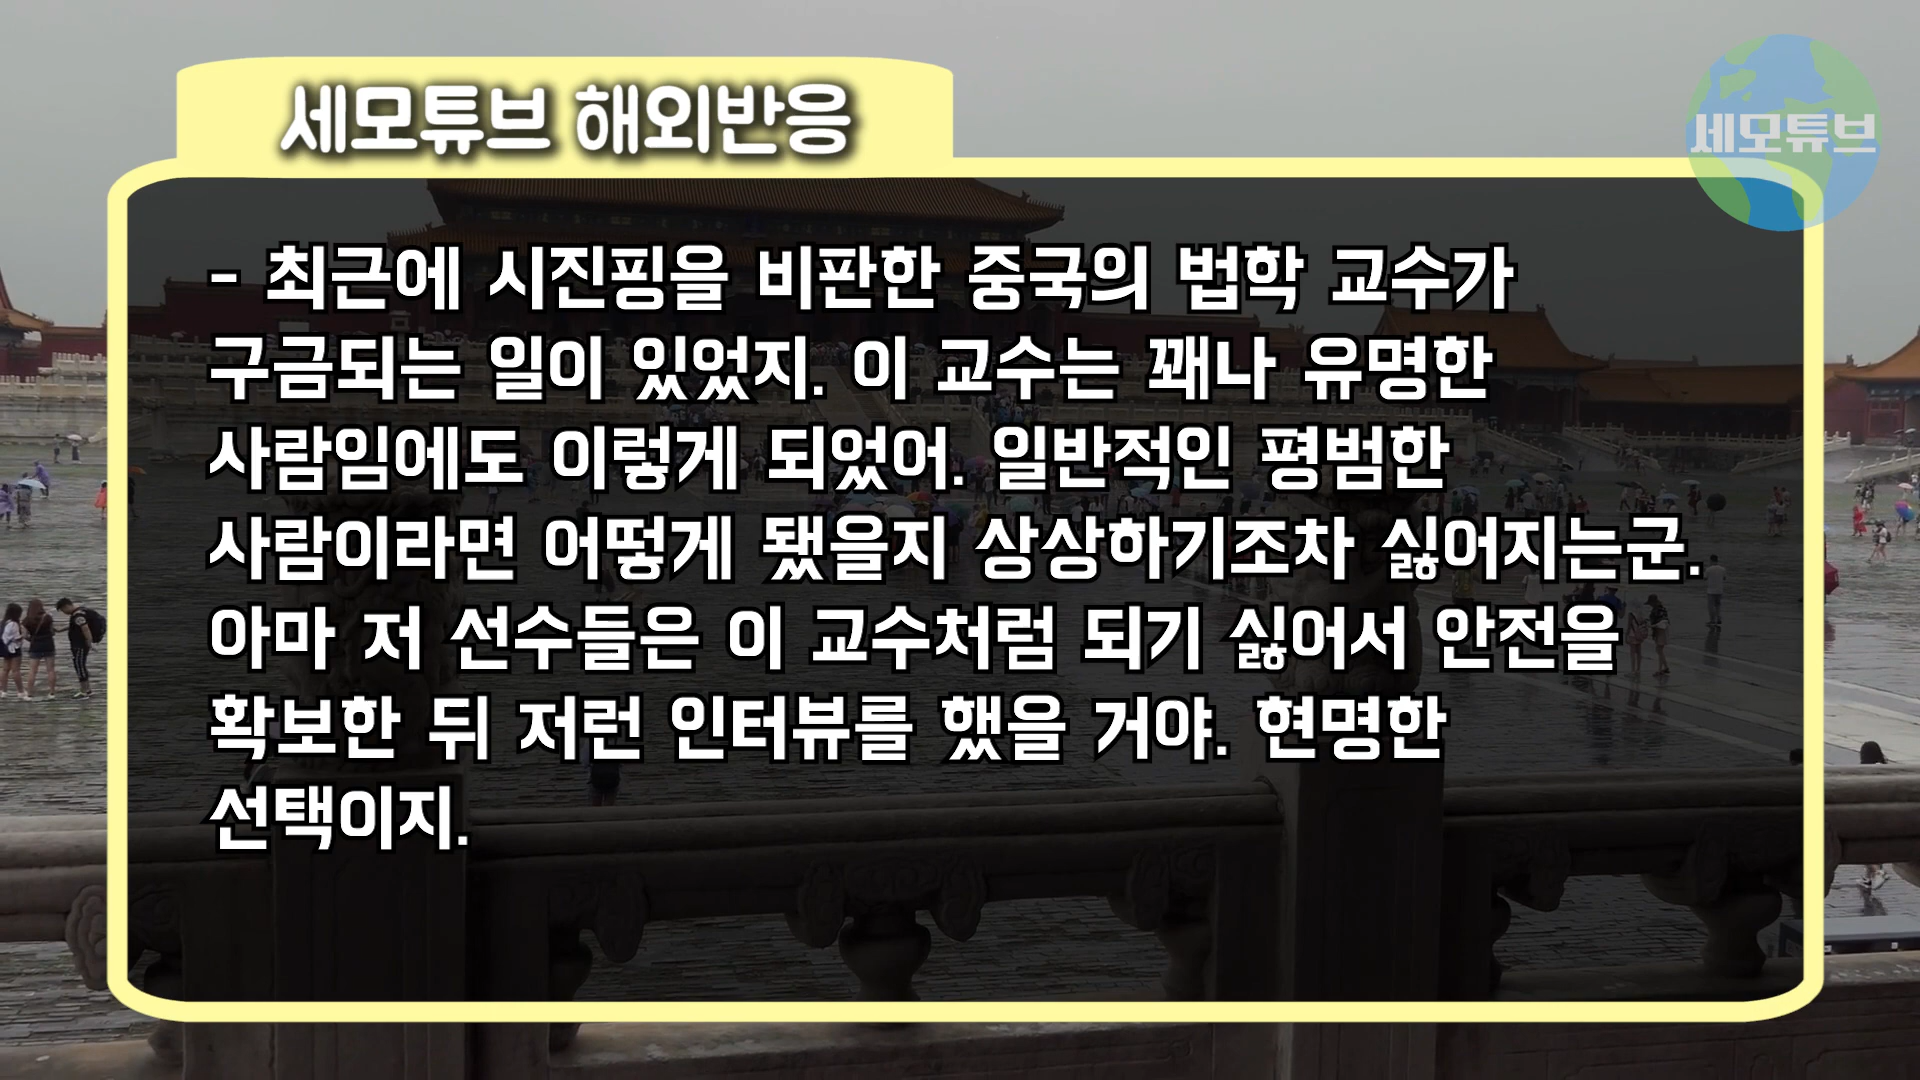 세모튜브 해외반응
세모튜브
- 최근에 시진핑을 비판한 중국의 법학 교수가
구금되는 일이 있었지. 이 교수는 꽤나 유명한
사람임에도 이렇게 되었어. 일반적인 평범한
사람이라면 어떻게 됐을지 상상하기조차 싫어지는군.
아마 저 선수들은 이 교수처럼 되기 싫어서 안전을
확보한 뒤 저런 인터뷰를 했을 거야. 현명한
선택이지.